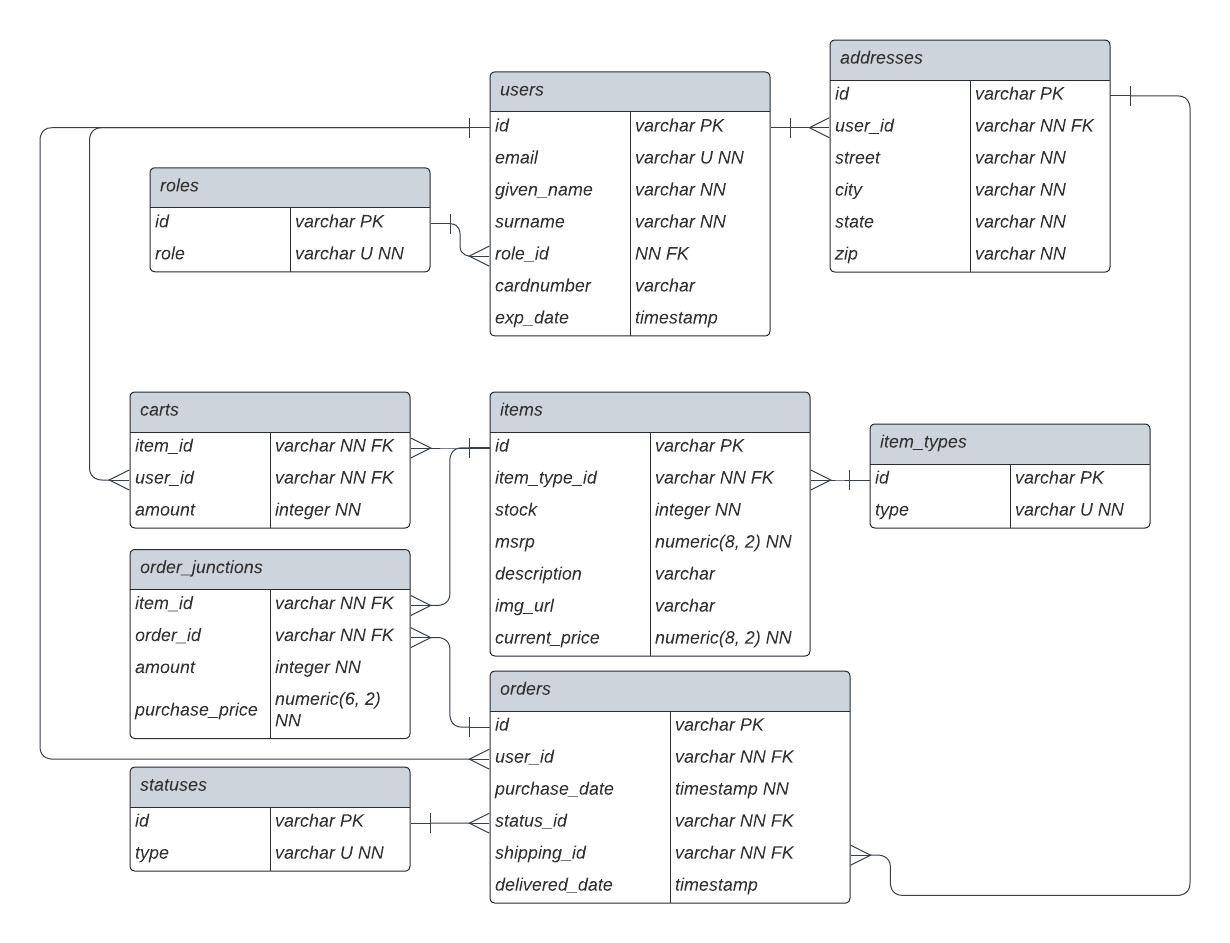 addresses
id varchar PK
user_id varchar NN FK
street varchar NN
city varchar NN
state varchar NN
zip varchar NN
users
id varchar PK
email varchar U NN
given_name varchar NN
surname varchar NN
role_id NN FK
cardnumber varchar
exp_date timestamp
roles
id varchar PK
role varchar U NN
carts
item_id varchar NN FK
user_id varchar NN FK
amount integer NN
items
id varchar PK
item_type_id varchar NN FK
stock integer NN
msrp numeric(8, 2) NN
description varchar
img_url varchar
current_price numeric(8, 2) NN
item_types
id varchar PK
type varchar U NN
order_junctions
item_id varchar NN FK
order_id varchar NN FK
amount integer NN
purchase_price numeric(6, 2)
NN
orders
id varchar PK
user_id varchar NN FK
purchase_date timestamp NN
status_id varchar NN FK
shipping_id varchar NN FK
delivered_date timestamp
statuses
id varchar PK
type varchar U NN